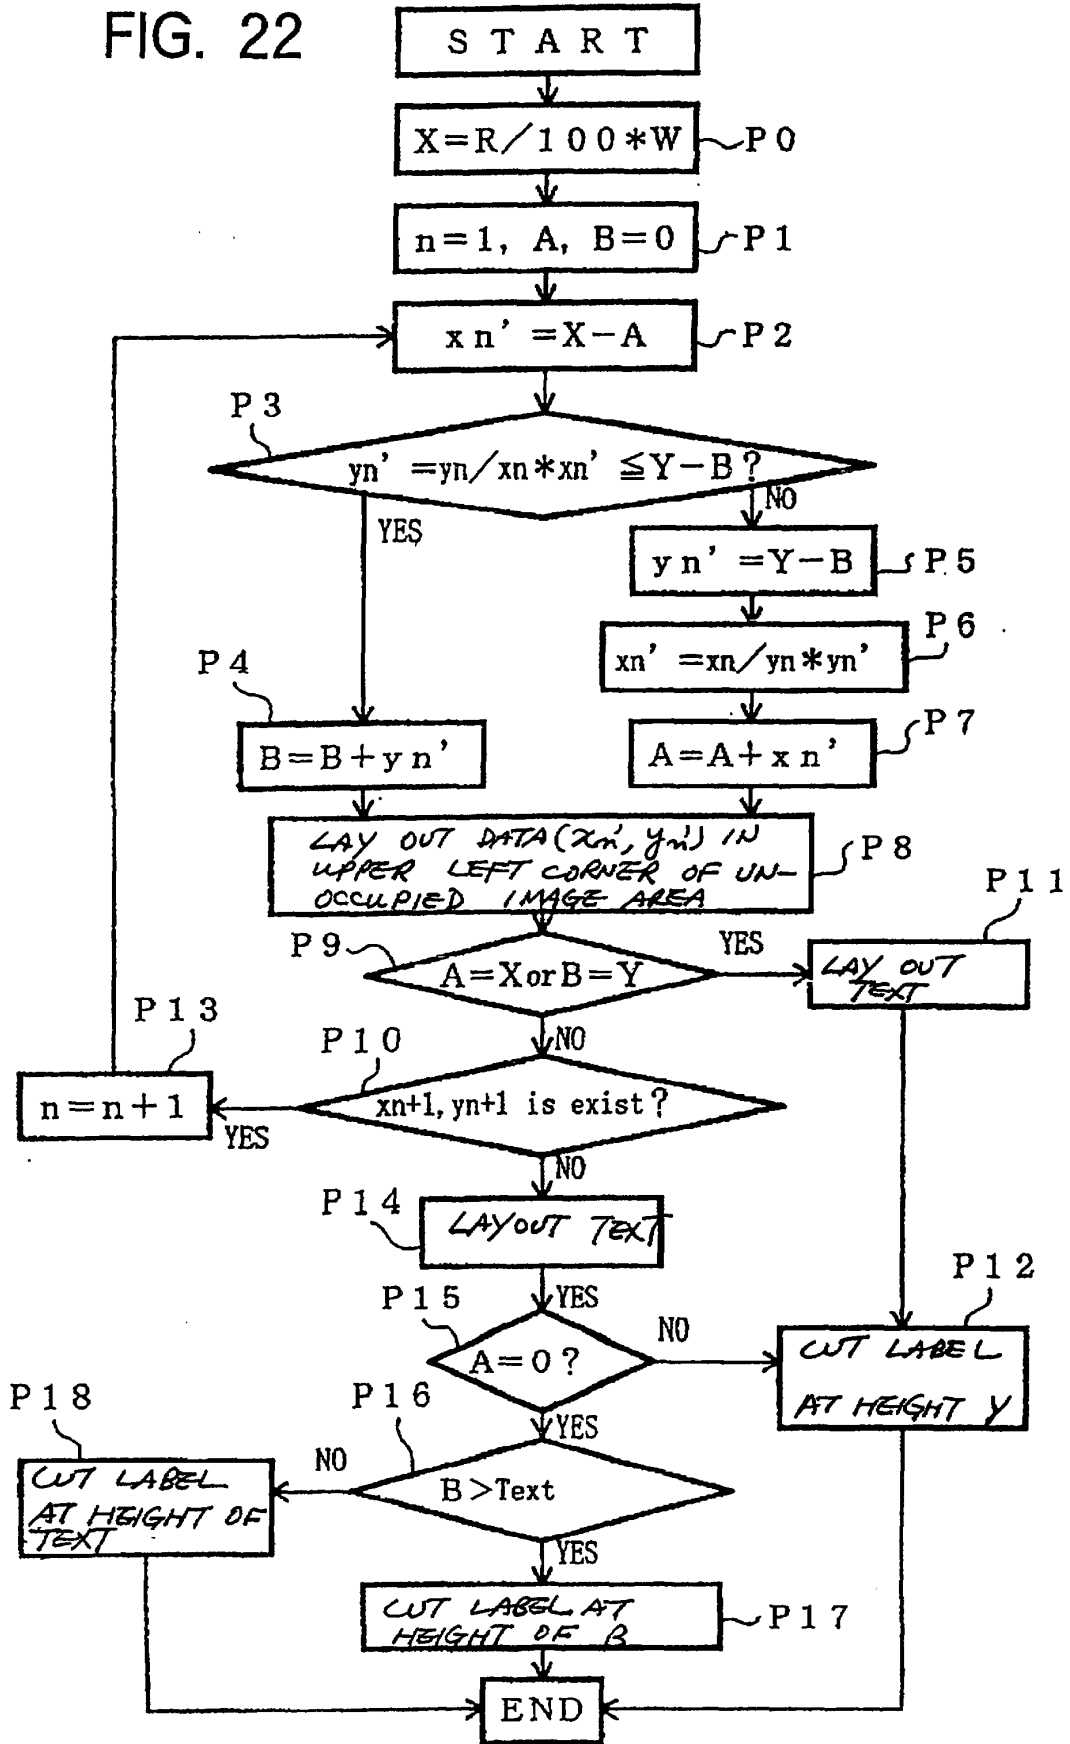 FIG. 22
START
X=R/100*W
P0
n=1, A, B=0
P1
xn'=X-A
P2
P3
yn'=yn/xn*xn'≦Y-B?
NO
YES
yn'=Y-B
P5
P6
xn'=xn/yn*yn'
P4
P7
B=B+yn'
A=A+xn'
LAY OUT DATA (xn', yn') IN
UPPER LEFT CORNER OF UN-
OCCUPIED IMAGE AREA
P8
P11
P9
YES
A=X or B=Y
LAY OUT
TEXT
P13
P10
NO
n=n+1
xn+1, yn+1 is exist?
YES
NO
P14
LAYOUT TEXT
P12
P15
YES
NO
A=0?
CUT LABEL
AT HEIGHT Y
P18
P16
YES
NO
CUT LABEL
AT HEIGHT OF
TEXT
B>Text
YES
CUT LABEL AT
HEIGHT OF B
P17
END